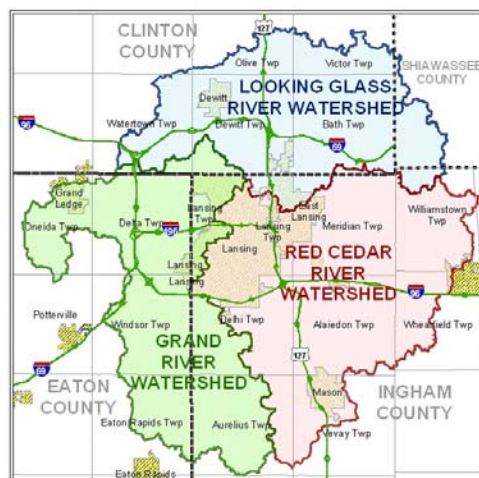 CLINTON
COUNTY
127
Olive Twp
Victor Twp
SHIAWASSEE
COUNTY
LOOKING GLASS
RIVER WATERSHED
Dewitt
96
Watertown Twp
Dewitt Twp
Bath Twp
69
Grand
Ledge
Lansing
Twp
East
Lansing
Williamstown
Twp
Oneida Twp
Delta Twp
496
Lansing
Twp
Meridian Twp
Lansing
RED CEDAR
RIVER
WATERSHED
Lansing
Lansing
96
Potterville
Windsor Twp
Delhi Twp
Alaiedon Twp
Wheatfield Twp
GRAND
RIVER
WATERSHED
127
69
EATON
COUNTY
Mason
INGHAM
COUNTY
Eaton Rapids Twp
Aurelius Twp
Vevay Twp
Eaton Rapids